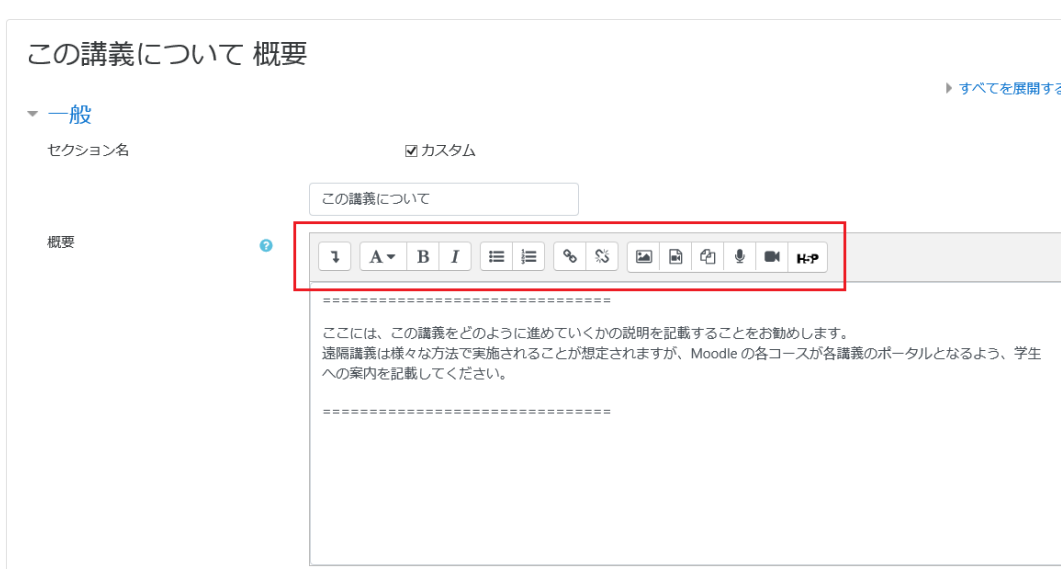 この講義について 概要
すべてを展開する
一般
セクション名
カスタム
この講義について
概要
A B I H5P
===============================
ここには、この講義をどのように進めていくかの説明を記載することをお勧めします。
遠隔講義は様々な方法で実施されることが想定されますが、Moodle の各コースが各講義のポータルとなるよう、学生
への案内を記載してください。
===============================